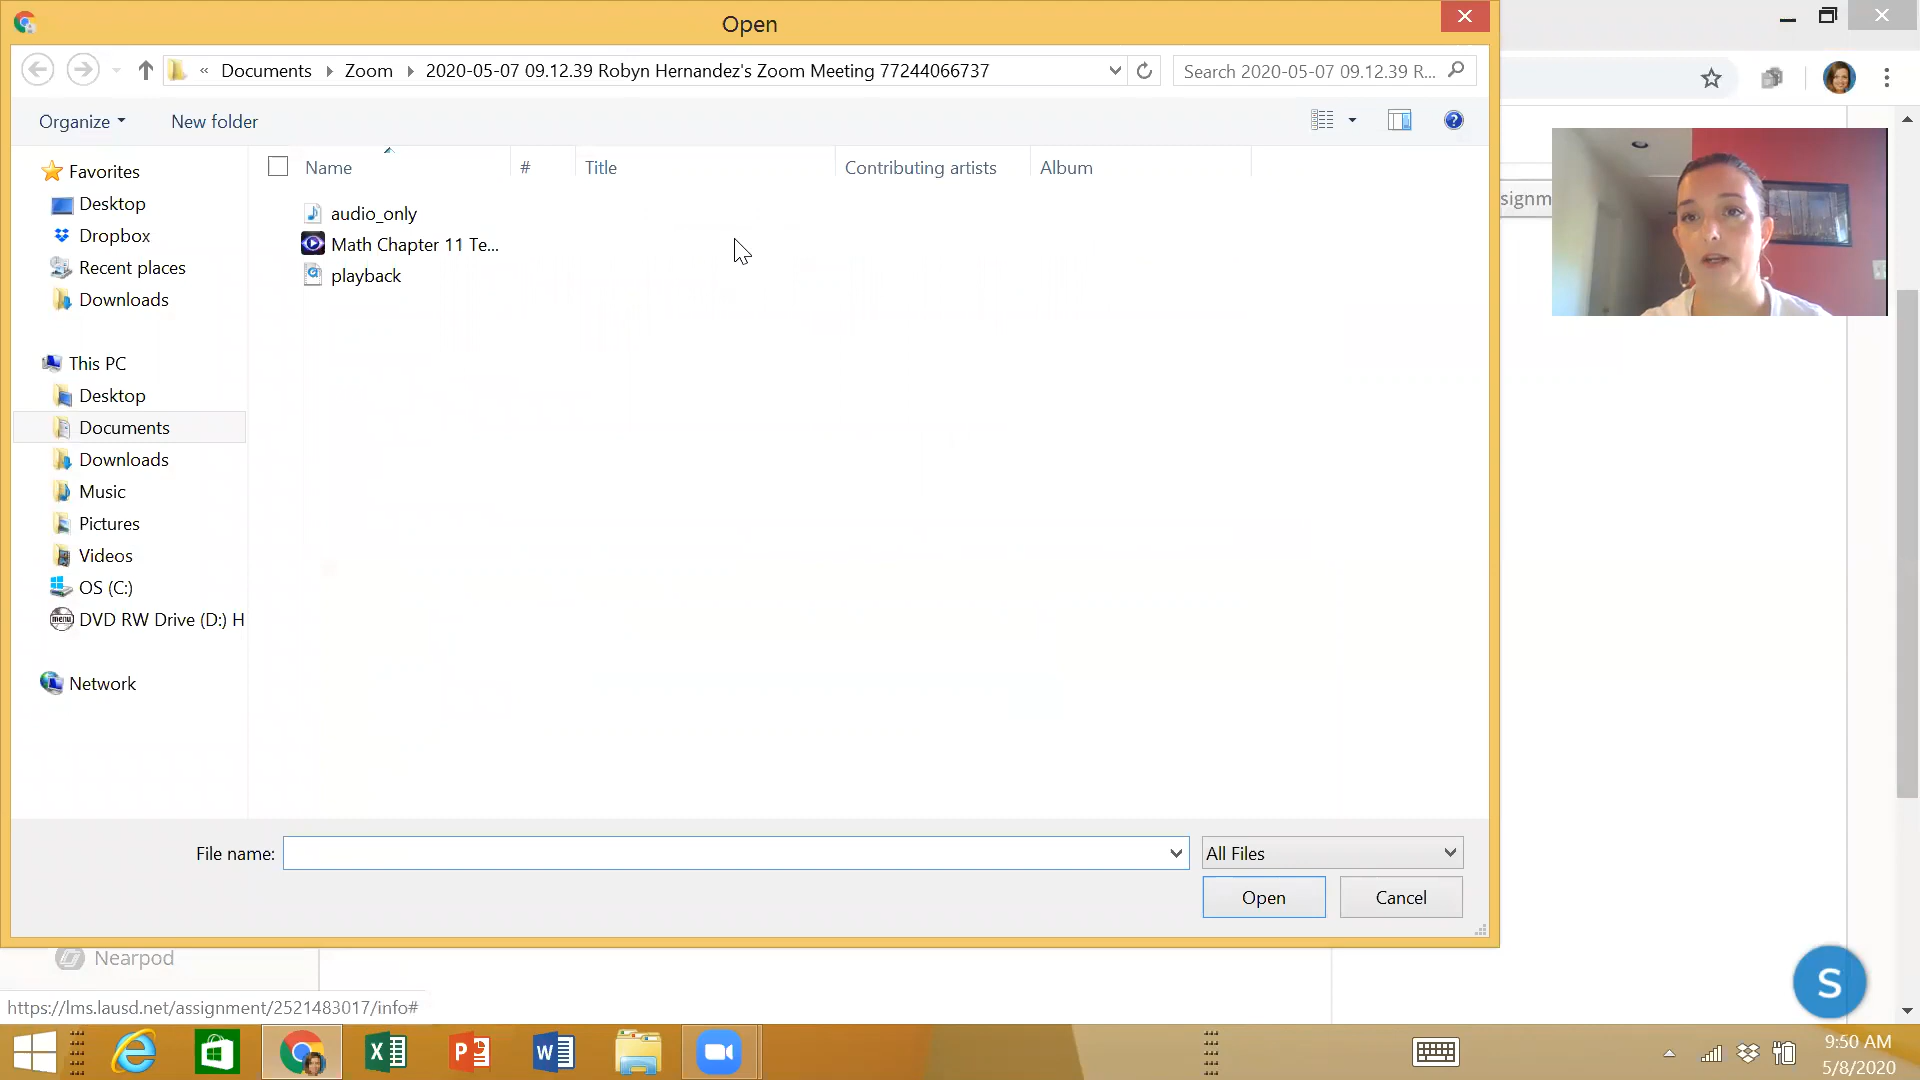 Open
« Documents Zoom 2020-05-07 09.12.39 Robyn Hernandez's Zoom Meeting 77244066737
Search 2020-05-07 09.12.39 R...
Organize
New folder
Name
#
Title
Contributing artists
Album
Favorites
Desktop
Dropbox
Recent places
Downloads
This PC
Desktop
Documents
Downloads
Music
Pictures
Videos
OS (C:)
DVD RW Drive (D:) H
Network
audio_only
Math Chapter 11 Te...
playback
signm
File name:
All Files
Open
Cancel
Nearpod
https://lms.lausd.net/assignment/2521483017/info#
S
9:50 AM
5/8/2020